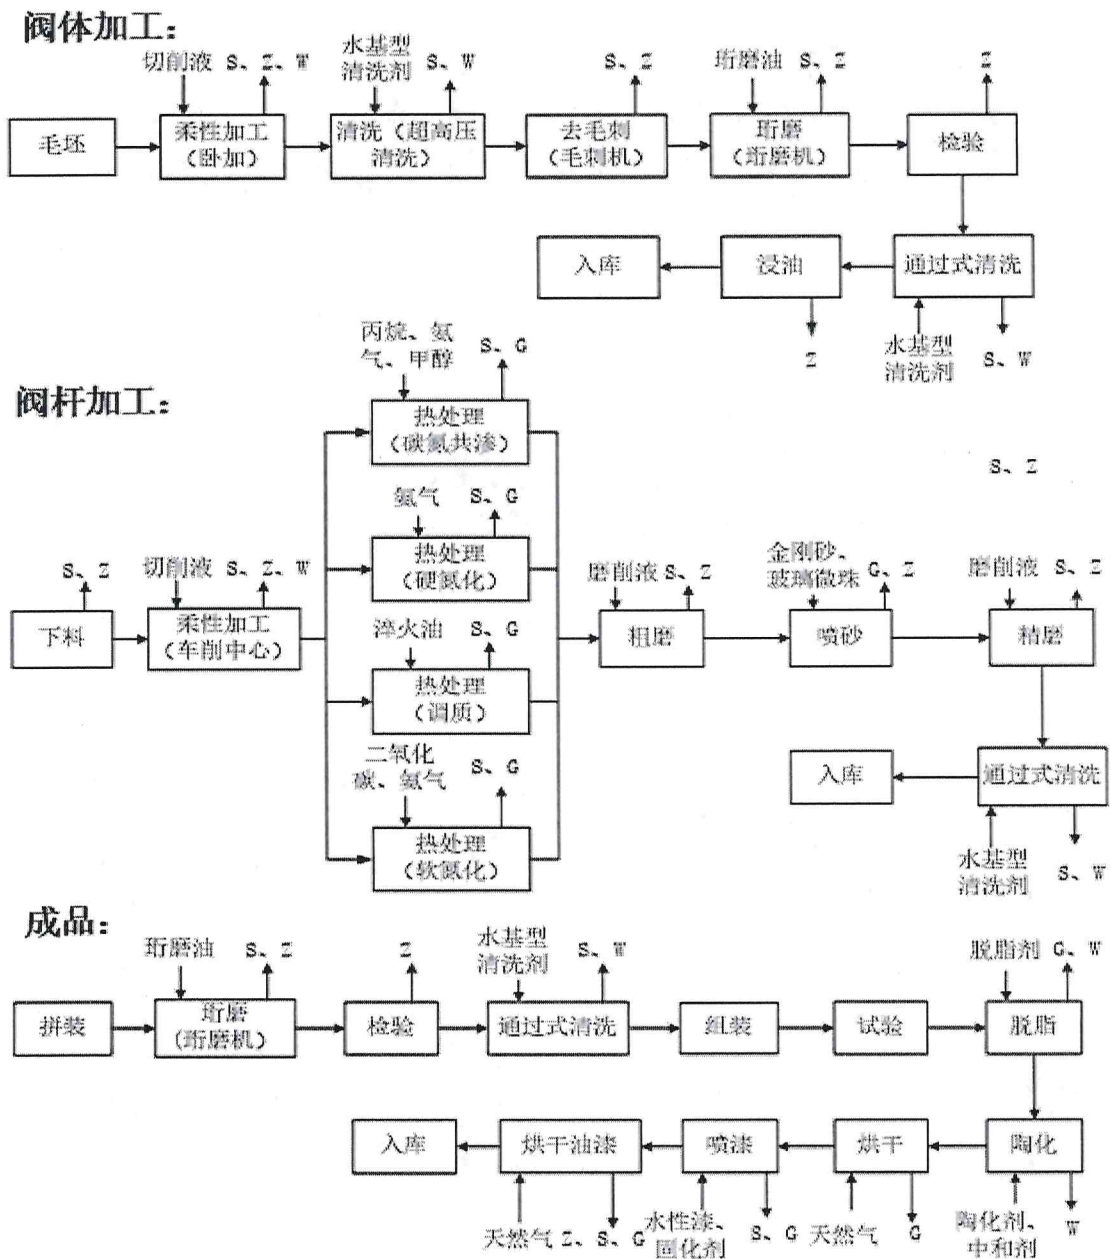 阀体加工：
切削液 S、Z、W
水基型
清洗剂 S、W
S、Z
珩磨油 S、Z
Z
毛坯
柔性加工
（卧加）
清洗（超高压
清洗）
去毛刺
（毛刺机）
珩磨
（珩磨机）
检验
入库
浸油
通过式清洗
Z
水基型
清洗剂
S、W
阀杆加工：
丙烷、氨
气、甲醇
S、G
热处理
（碳氮共渗）
S、Z
氨气 S、G
热处理
（硬氮化）
S、Z
切削液 S、Z、W
磨削液 S、Z
金刚砂、
玻璃微珠 G、Z
磨削液 S、Z
下料
柔性加工
（车削中心）
淬火油 S、G
热处理
（调质）
粗磨
喷砂
精磨
二氧化
碳、氨气
S、G
热处理
（软氮化）
入库
通过式清洗
水基型
清洗剂
S、W
成品：
珩磨油 S、Z
Z
水基型
清洗剂
S、W
脱脂剂 G、W
拼装
珩磨
(珩磨机）
检验
通过式清洗
组装
试验
脱脂
入库
烘干油漆
喷漆
烘干
陶化
天然气 Z、S、G
水性漆、
固化剂
S、G
天然气 G
陶化剂、
中和剂
W